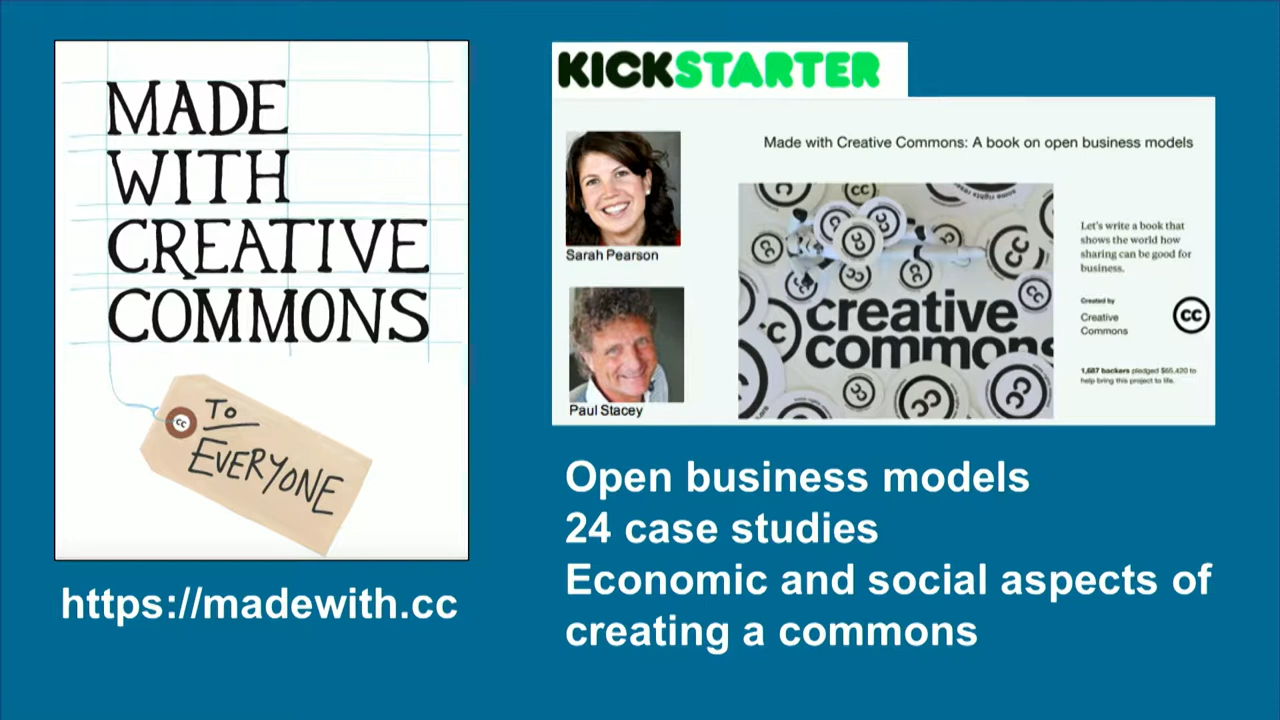 MADE
WITH
CREATIVE
COMMONS
cc
To
EVERYONE
https://madewith.cc
KICKSTARTER
Made with Creative Commons: A book on open business models
Sarah Pearson
Paul Stacey
creative
commons
Let's write a book that
shows the world how
sharing can be good for
business.
Created by
Creative
Commons
cc
1,687 backers pledged $65,420 to
help bring this project to life.
Open business models
24 case studies
Economic and social aspects of
creating a commons